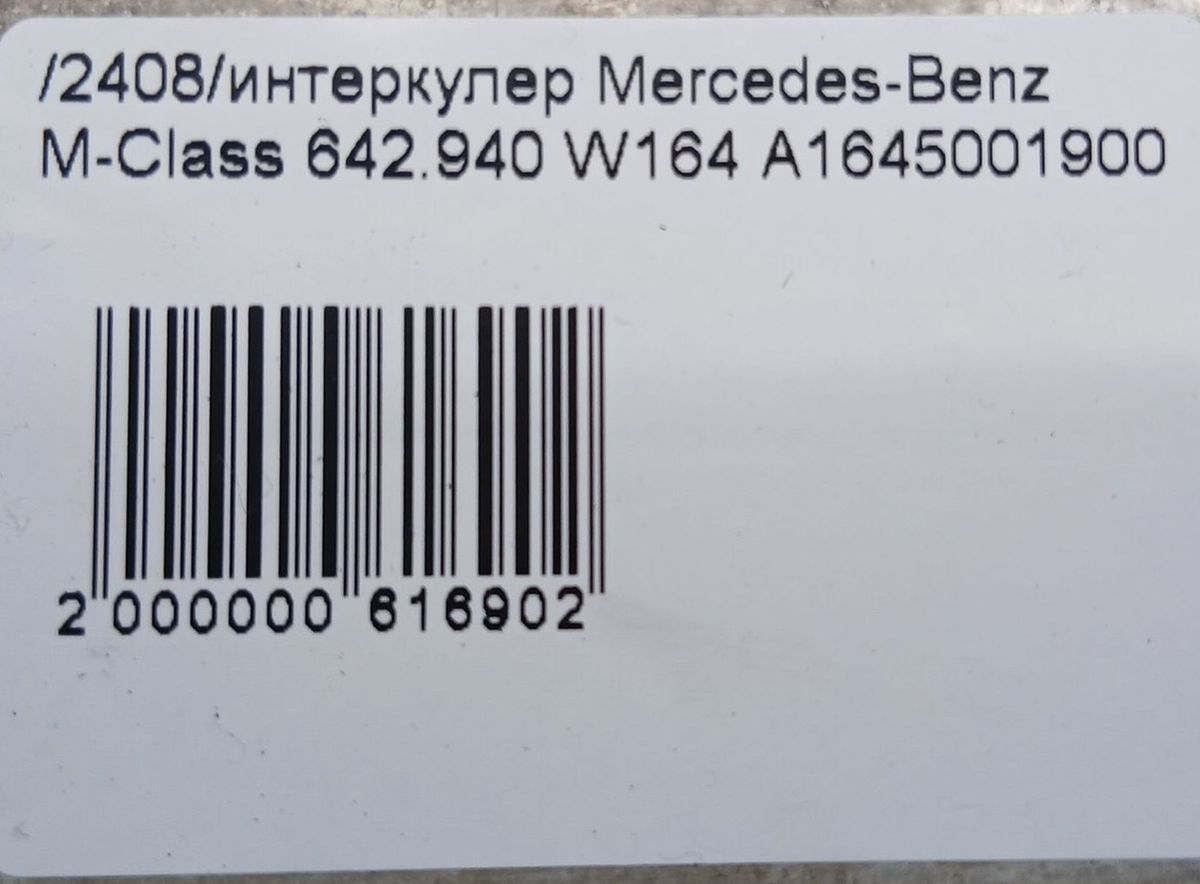 /2408/интеркулер Mercedes-Benz
M-Class 642.940 W164 A1645001900
2 000000 616902